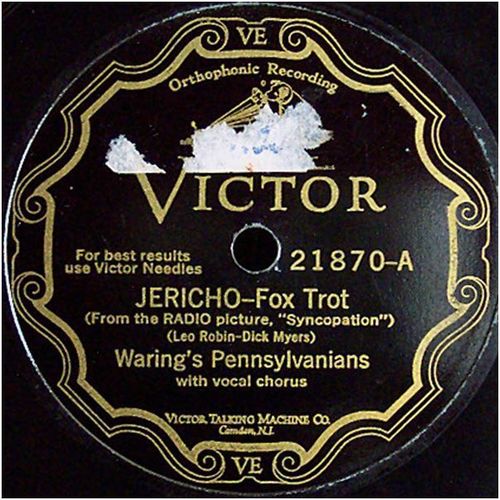 VE
Orthophonic Recording
VICTOR
For best results
use Victor Needles
21870-A
JERICHO-Fox Trot
(From the RADIO picture, "Syncopation")
(Leo Robin-Dick Myers)
Waring's Pennsylvanians
with vocal chorus
VICTOR TALKING MACHINE CO.
Camden, N.J.
VE